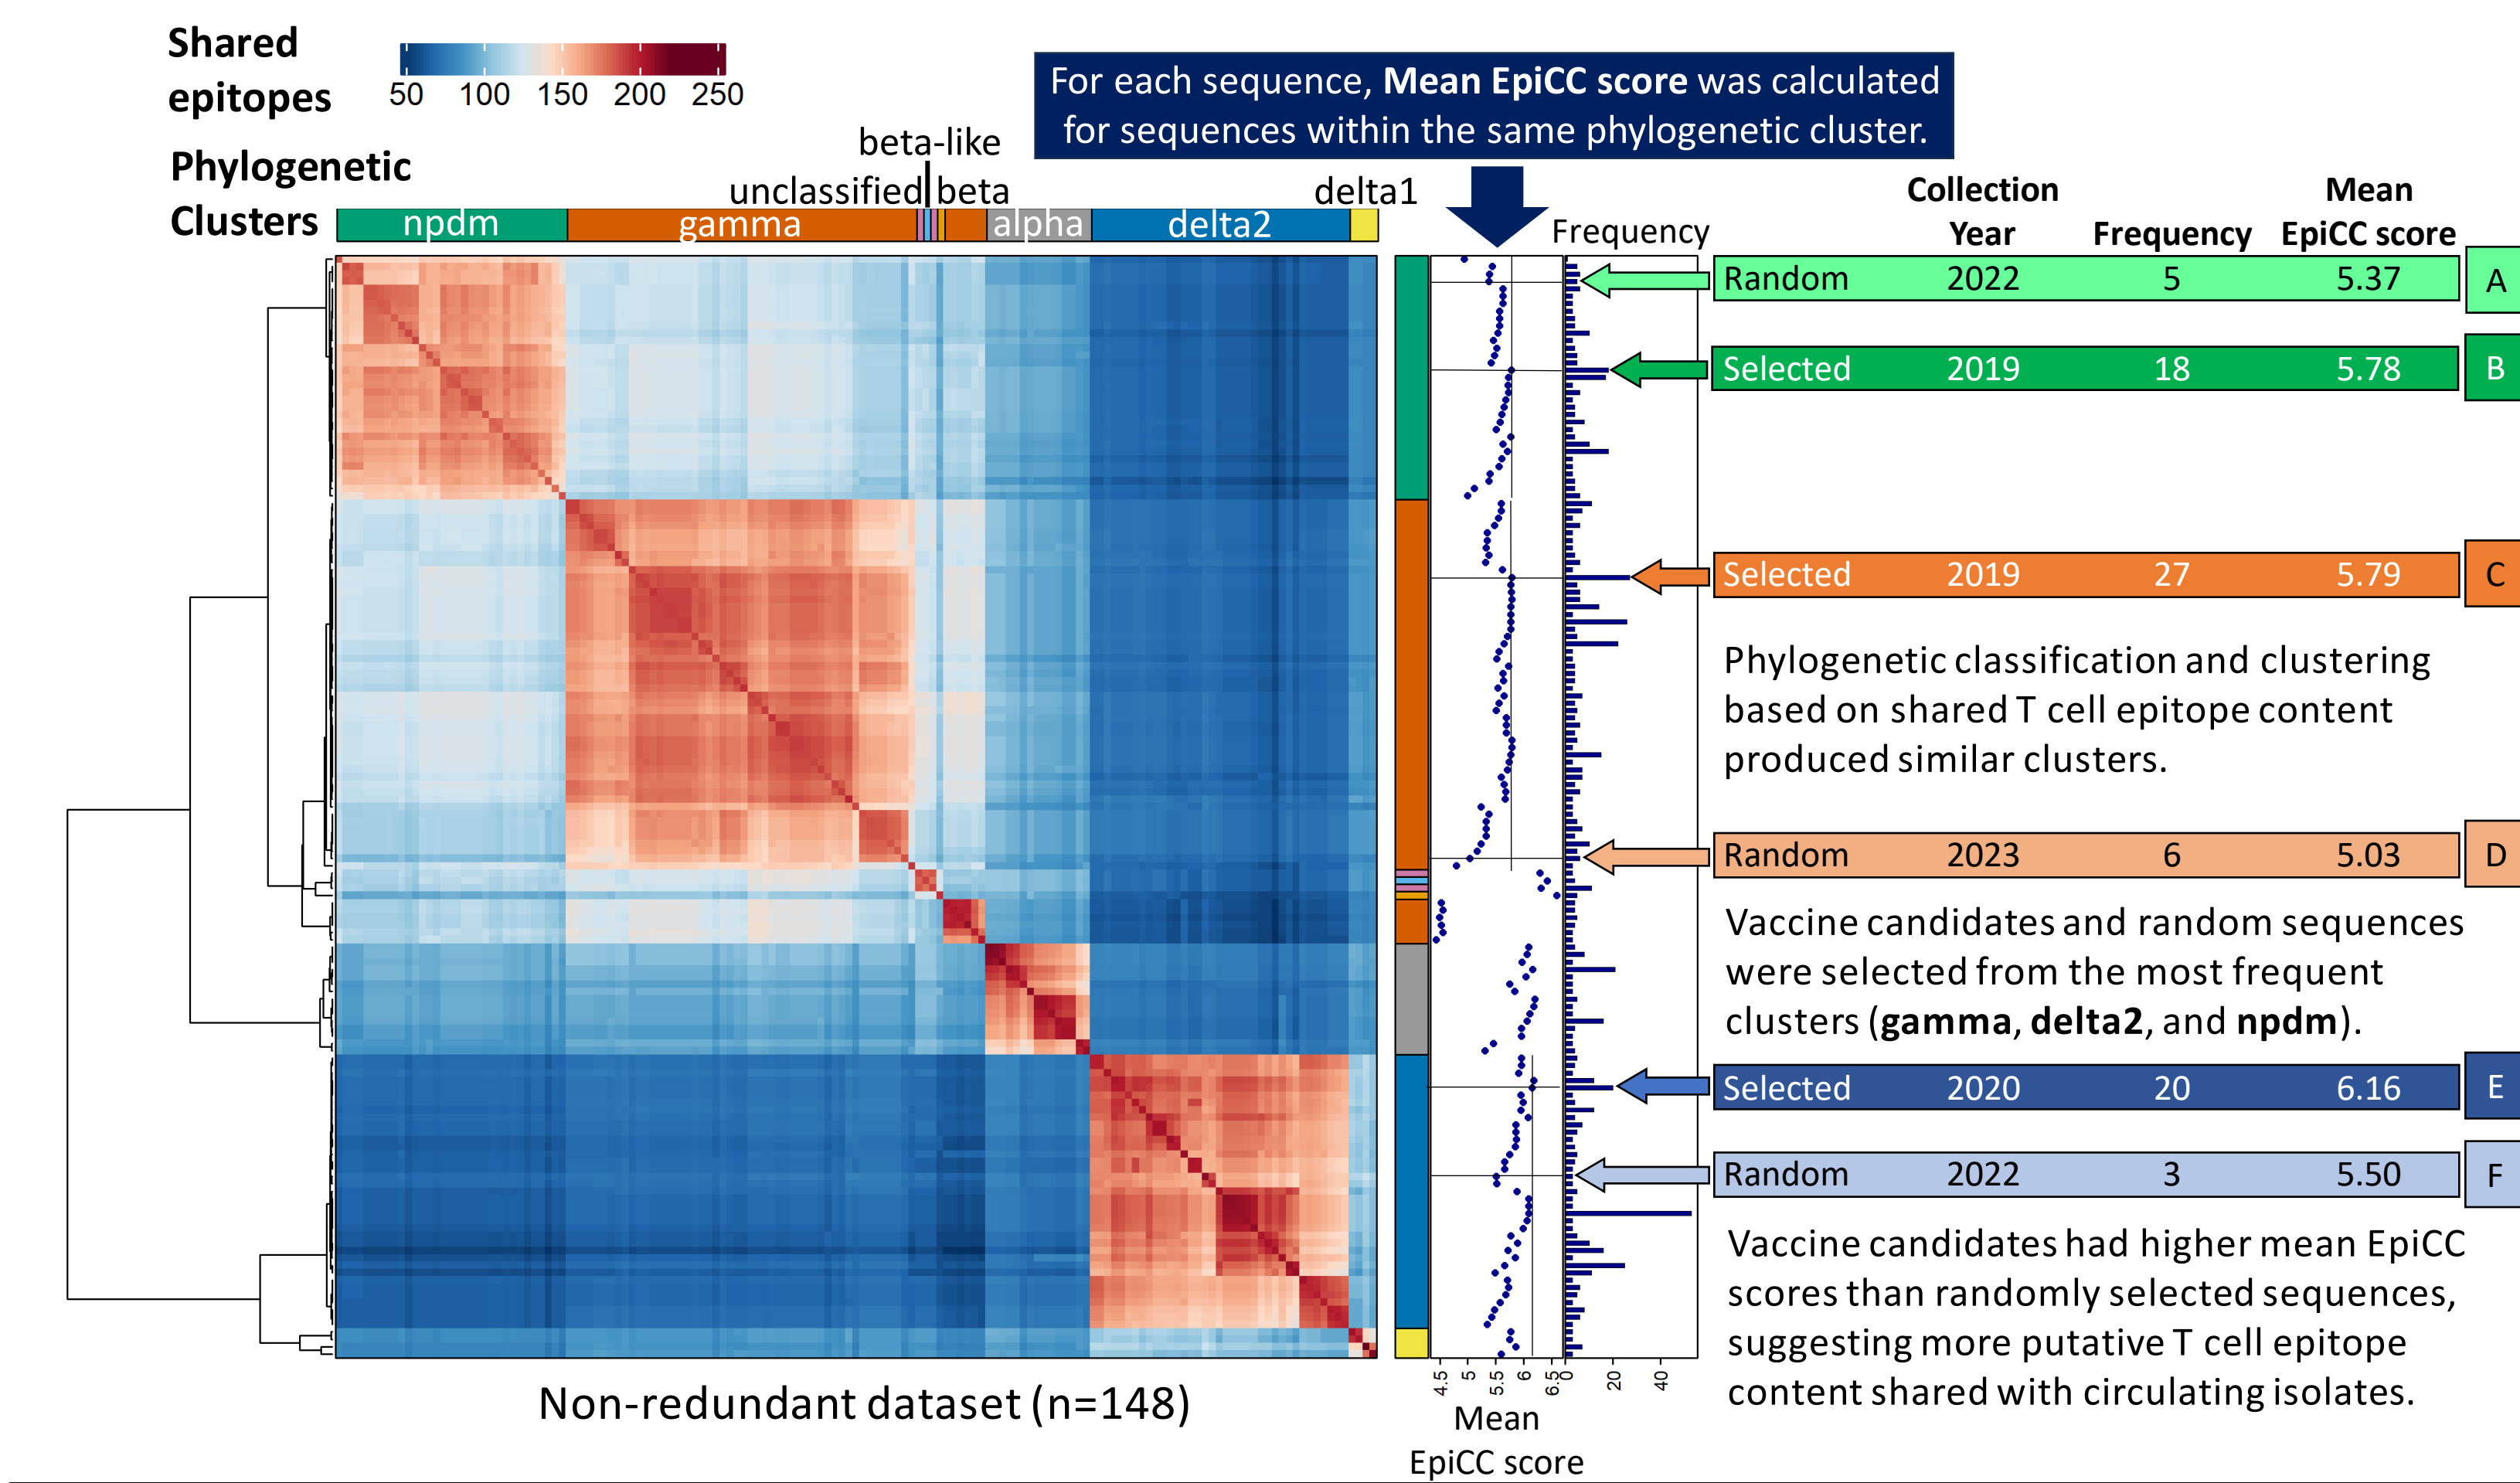 Shared
epitopes
50 100 150 200 250
For each sequence, Mean EpiCC score was calculated
for sequences within the same phylogenetic cluster.
Phylogenetic
Clusters
beta-like
unclassified beta
delta1
npdm gamma alpha delta2
Frequency
Collection
Year
Frequency
Mean
EpiCC score
Random 2022 5 5.37 A
Selected 2019 18 5.78 B
Selected 2019 27 5.79 C
Phylogenetic classification and clustering
based on shared T cell epitope content
produced similar clusters.
Random 2023 6 5.03 D
Vaccine candidates and random sequences
were selected from the most frequent
clusters (gamma, delta2, and npdm).
Selected 2020 20 6.16 E
Random 2022 3 5.50 F
Vaccine candidates had higher mean EpiCC
scores than randomly selected sequences,
suggesting more putative T cell epitope
content shared with circulating isolates.
4.5 5 5.5 6 6.5
0 20 40
Mean
EpiCC score
Non-redundant dataset (n=148)